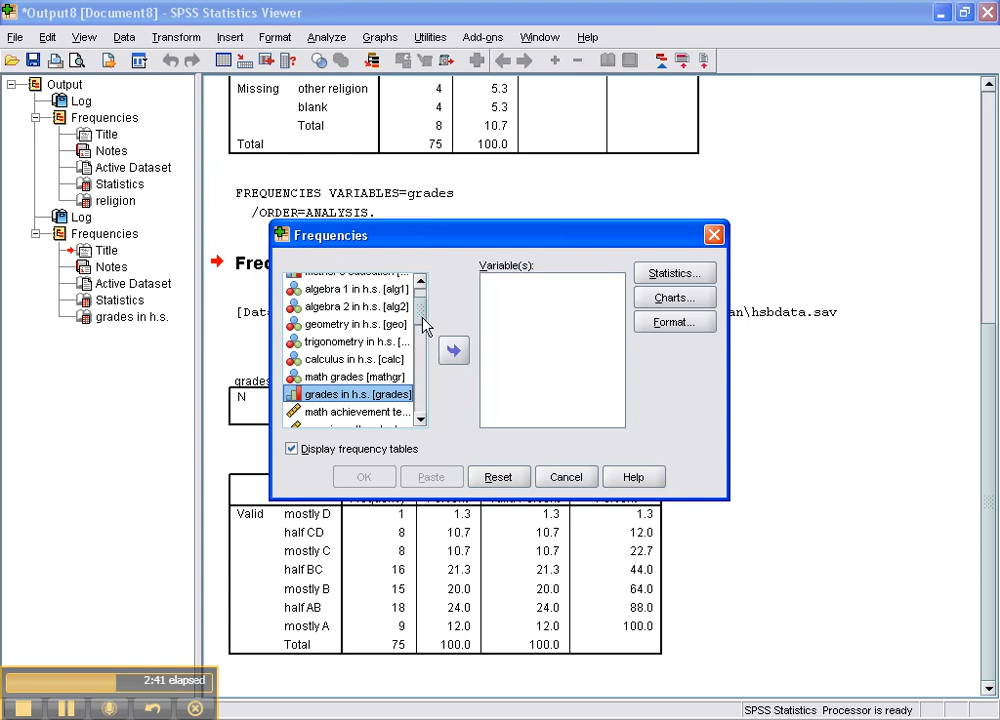 *Output8 [Document8] - SPSS Statistics Viewer
File Edit View Data Transform Insert Format Analyze Graphs Utilities Add-ons Window Help
Output
Log
Frequencies
Title
Notes
Active Dataset
Statistics
religion
Log
Frequencies
Title
Notes
Active Dataset
Statistics
grades in h.s.
Missing other religion 4 5.3
blank 4 5.3
Total 8 10.7
Total 75 100.0
FREQUENCIES VARIABLES=grades
/ORDER=ANALYSIS.
Frequencies
Variable(s):
algebra 1 in h.s. [alg1]
algebra 2 in h.s. [alg2]
geometry in h.s. [geo]
trigonometry in h.s. [...
calculus in h.s. [calc]
math grades [mathgr]
grades in h.s. [grades]
math achievement te...
Statistics...
Charts...
Format...
Display frequency tables
OK Paste Reset Cancel Help
Fre
[Dat an\hsbdata.sav
grades
N
Valid mostly D 1 1.3 1.3 1.3
half CD 8 10.7 10.7 12.0
mostly C 8 10.7 10.7 22.7
half BC 16 21.3 21.3 44.0
mostly B 15 20.0 20.0 64.0
half AB 18 24.0 24.0 88.0
mostly A 9 12.0 12.0 100.0
Total 75 100.0 100.0
2:41 elapsed
SPSS Statistics Processor is ready